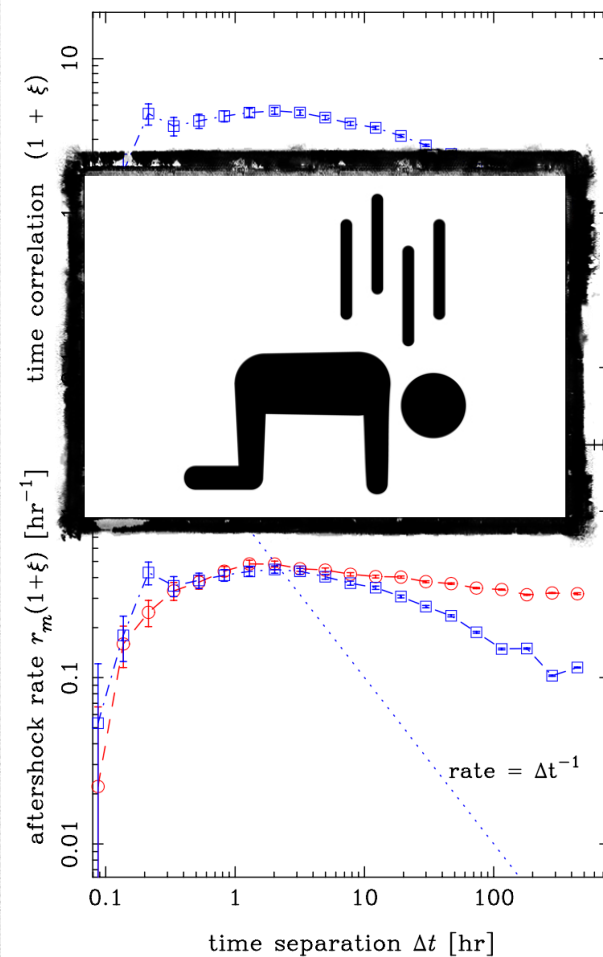 10
time correlation (1 + ξ)
1
aftershock rate r_m(1+ξ) [hr⁻¹]
0.1
0.01
rate = Δt⁻¹
0.1 1 10 100
time separation Δt [hr]